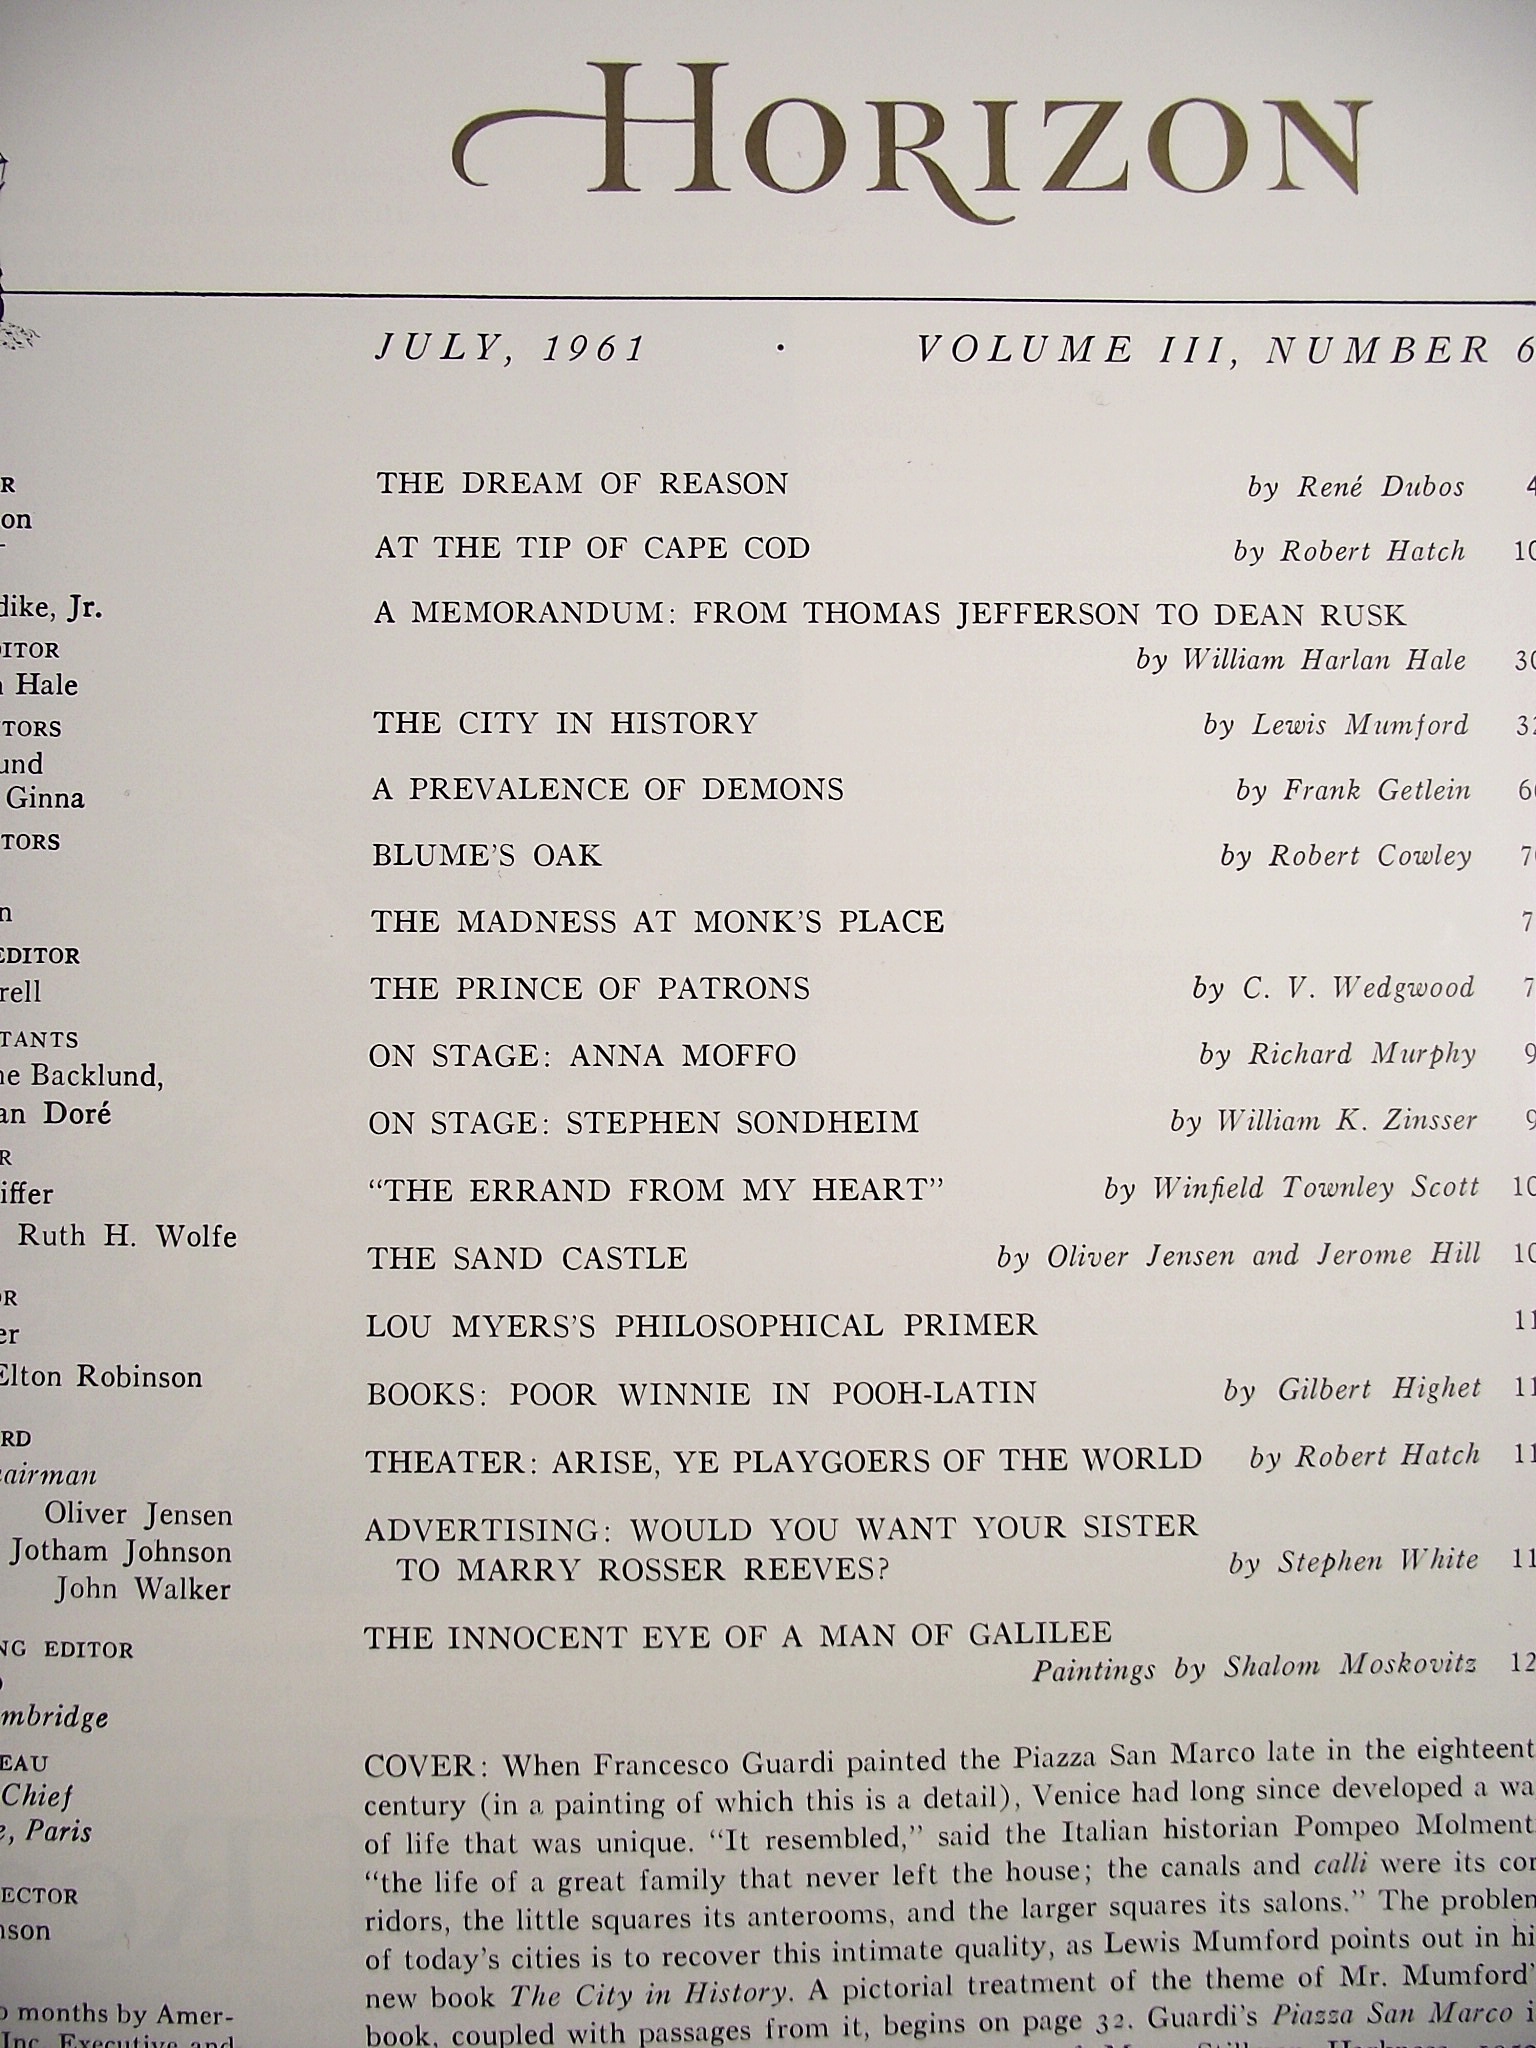 HORIZON
JULY, 1961 · VOLUME III, NUMBER 6
THE DREAM OF REASON by René Dubos 4
AT THE TIP OF CAPE COD by Robert Hatch
A MEMORANDUM: FROM THOMAS JEFFERSON TO DEAN RUSK
by William Harlan Hale
THE CITY IN HISTORY by Lewis Mumford
A PREVALENCE OF DEMONS by Frank Getlein
BLUME'S OAK by Robert Cowley
THE MADNESS AT MONK'S PLACE
THE PRINCE OF PATRONS by C. V. Wedgwood
ON STAGE: ANNA MOFFO by Richard Murphy
ON STAGE: STEPHEN SONDHEIM by William K. Zinsser
“THE ERRAND FROM MY HEART” by Winfield Townley Scott
THE SAND CASTLE by Oliver Jensen and Jerome Hill
LOU MYERS'S PHILOSOPHICAL PRIMER
BOOKS: POOR WINNIE IN POOH-LATIN by Gilbert Highet
THEATER: ARISE, YE PLAYGOERS OF THE WORLD by Robert Hatch
ADVERTISING: WOULD YOU WANT YOUR SISTER
TO MARRY ROSSER REEVES? by Stephen White
THE INNOCENT EYE OF A MAN OF GALILEE
Paintings by Shalom Moskovitz
COVER: When Francesco Guardi painted the Piazza San Marco late in the eighteent
century (in a painting of which this is a detail), Venice had long since developed a wa
of life that was unique. “It resembled,” said the Italian historian Pompeo Molment
“the life of a great family that never left the house; the canals and calli were its cor
ridors, the little squares its anterooms, and the larger squares its salons.” The problem
of today's cities is to recover this intimate quality, as Lewis Mumford points out in hi
new book The City in History. A pictorial treatment of the theme of Mr. Mumford'
book, coupled with passages from it, begins on page 32. Guardi's Piazza San Marco i
R
on
dike, Jr.
ITOR
Hale
TORS
und
Ginna
TORS
n
EDITOR
rell
TANTS
ne Backlund,
an Doré
R
iffer
Ruth H. Wolfe
OR
er
Elton Robinson
RD
airman
Oliver Jensen
Jotham Johnson
John Walker
NG EDITOR
mbridge
EAU
Chief
e, Paris
ECTOR
nson
o months by Amer-
Inc. Executive and